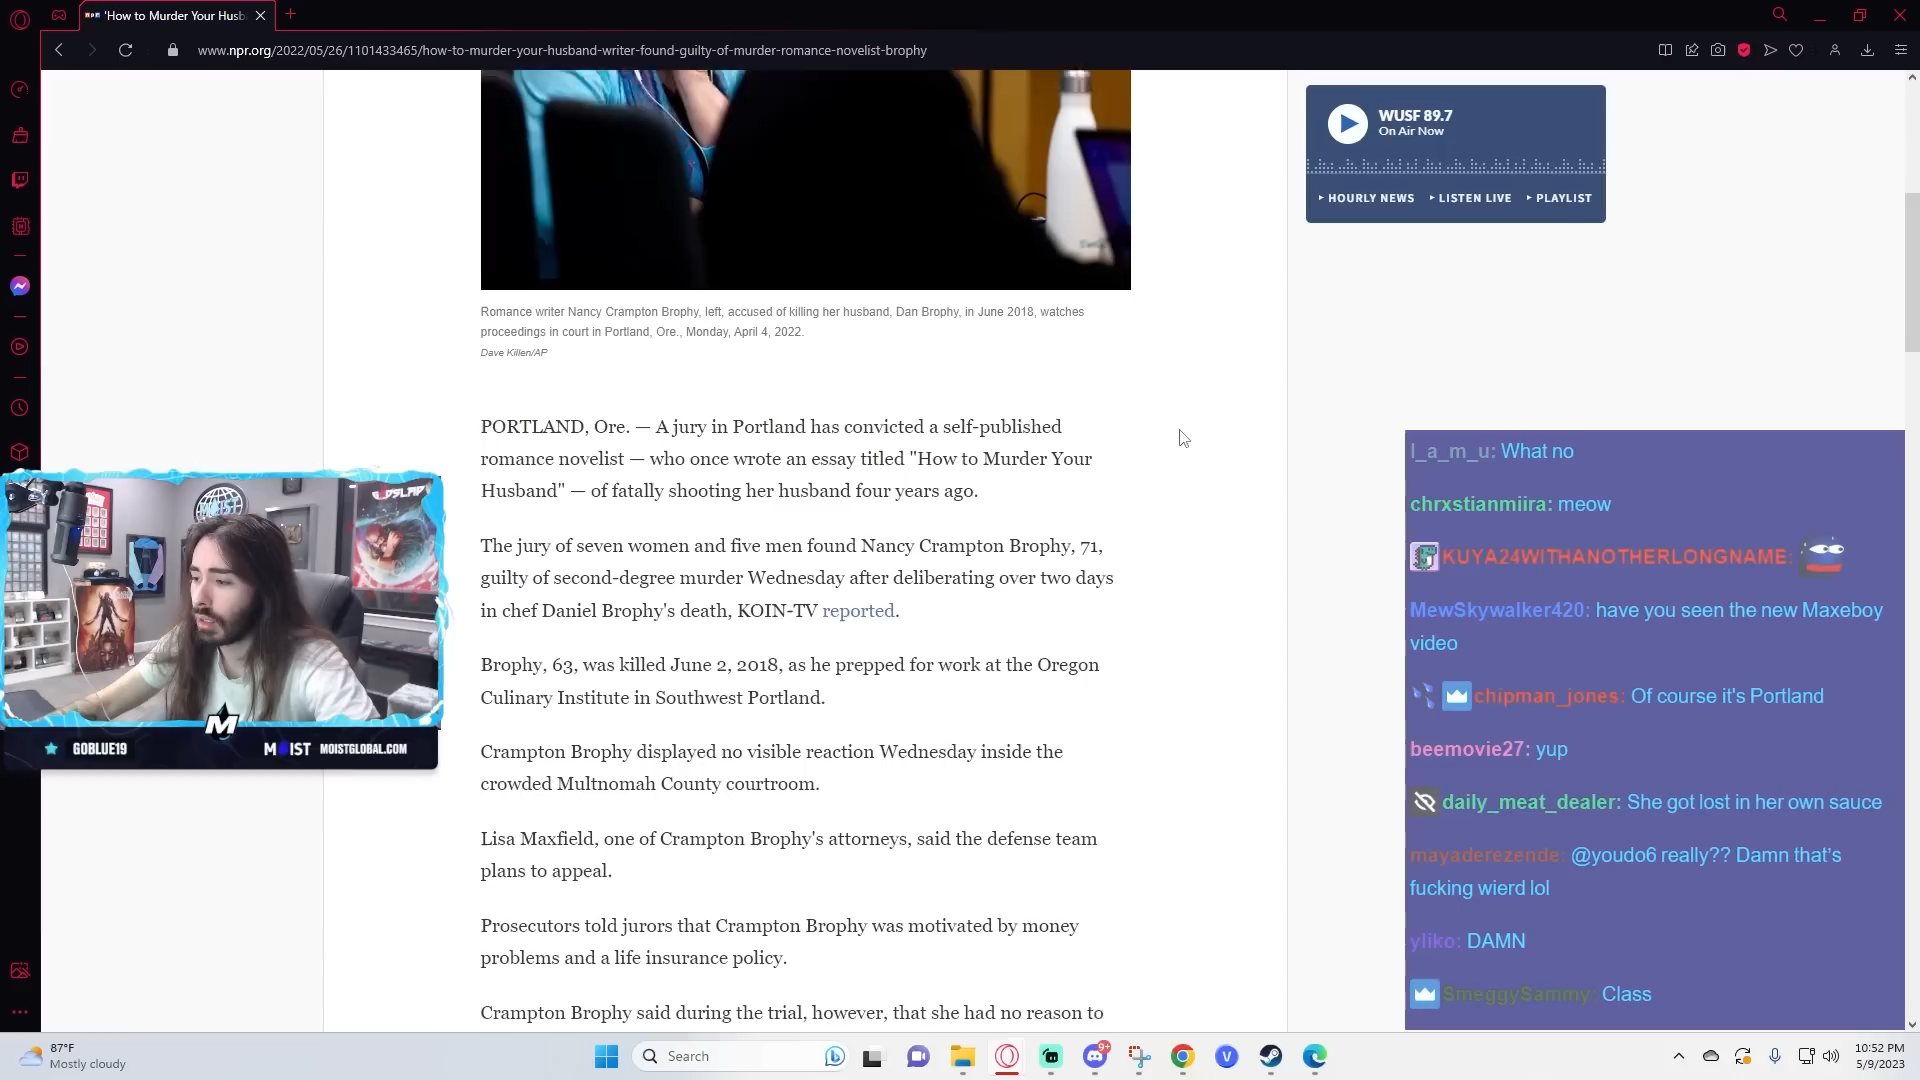 'How to Murder Your Husb
www.npr.org/2022/05/26/1101433465/how-to-murder-your-husband-writer-found-guilty-of-murder-romance-novelist-brophy
WUSF 89.7
On Air Now
HOURLY NEWS LISTEN LIVE PLAYLIST
Romance writer Nancy Crampton Brophy, left, accused of killing her husband, Dan Brophy, in June 2018, watches
proceedings in court in Portland, Ore., Monday, April 4, 2022.
Dave Killen/AP
PORTLAND, Ore. — A jury in Portland has convicted a self-published
romance novelist — who once wrote an essay titled "How to Murder Your
Husband" — of fatally shooting her husband four years ago.
The jury of seven women and five men found Nancy Crampton Brophy, 71,
guilty of second-degree murder Wednesday after deliberating over two days
in chef Daniel Brophy's death, KOIN-TV reported.
Brophy, 63, was killed June 2, 2018, as he prepped for work at the Oregon
Culinary Institute in Southwest Portland.
Crampton Brophy displayed no visible reaction Wednesday inside the
crowded Multnomah County courtroom.
Lisa Maxfield, one of Crampton Brophy's attorneys, said the defense team
plans to appeal.
Prosecutors told jurors that Crampton Brophy was motivated by money
problems and a life insurance policy.
Crampton Brophy said during the trial, however, that she had no reason to
MOIST
M
GOBLUE19
MOIST MOISTGLOBAL.COM
l_a_m_u: What no
chrxstianmiira: meow
KUYA24WITHANOTHERLONGNAME:
MewSkywalker420: have you seen the new Maxeboy
video
chipman_jones: Of course it's Portland
beemovie27: yup
daily_meat_dealer: She got lost in her own sauce
mayaderezende: @youdo6 really?? Damn that's
fucking wierd lol
yliko: DAMN
SmeggySammy: Class
87°F
Mostly cloudy
Search
9+
V
10:52 PM
5/9/2023